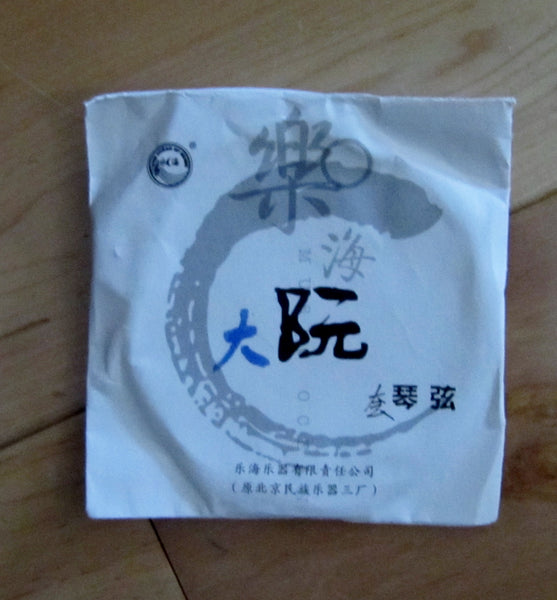 樂
海
大阮
套琴弦
乐海乐器有限责任公司
（原北京民族乐器三厂）